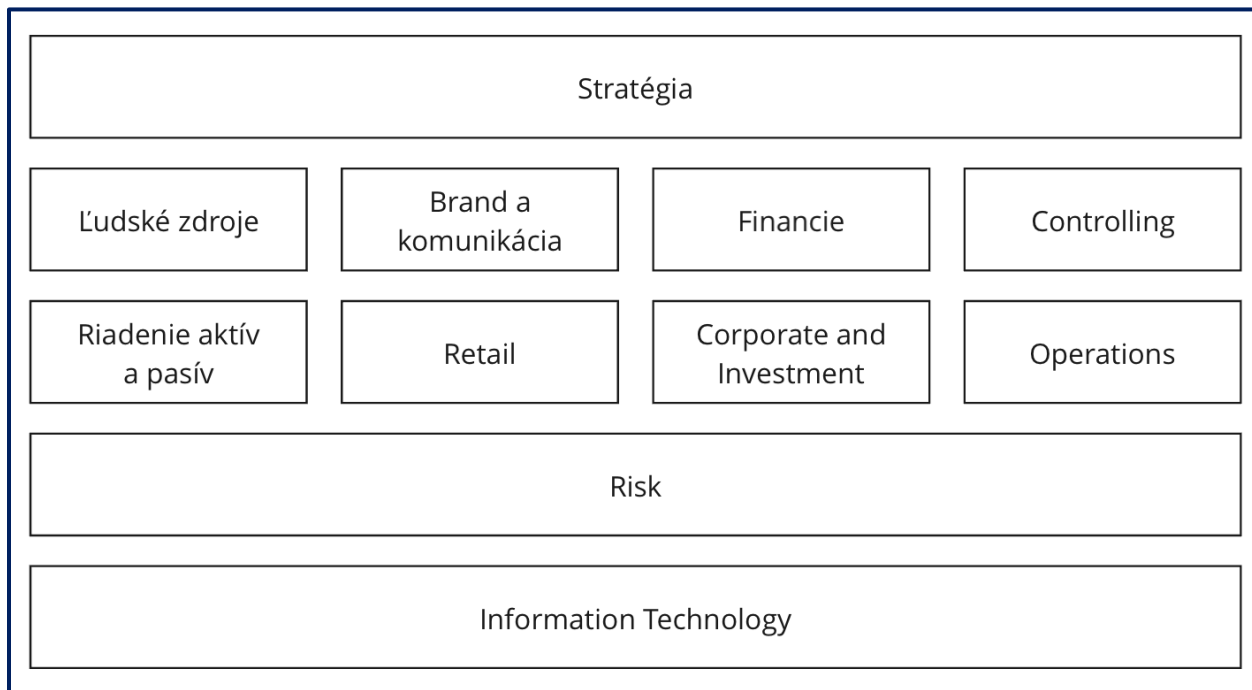 Stratégia
Ľudské zdroje
Brand a
komunikácia
Financie
Controlling
Riadenie aktív
a pasív
Retail
Corporate and
Investment
Operations
Risk
Information Technology